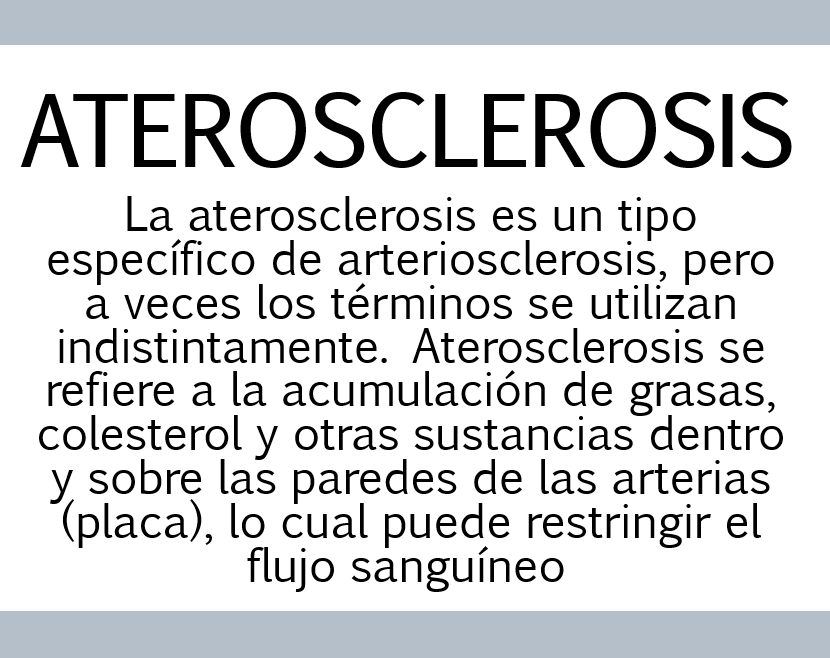 ATEROSCLEROSIS
La aterosclerosis es un tipo
específico de arteriosclerosis, pero
a veces los términos se utilizan
indistintamente.  Aterosclerosis se
refiere a la acumulación de grasas,
colesterol y otras sustancias dentro
y sobre las paredes de las arterias
(placa), lo cual puede restringir el
flujo sanguíneo